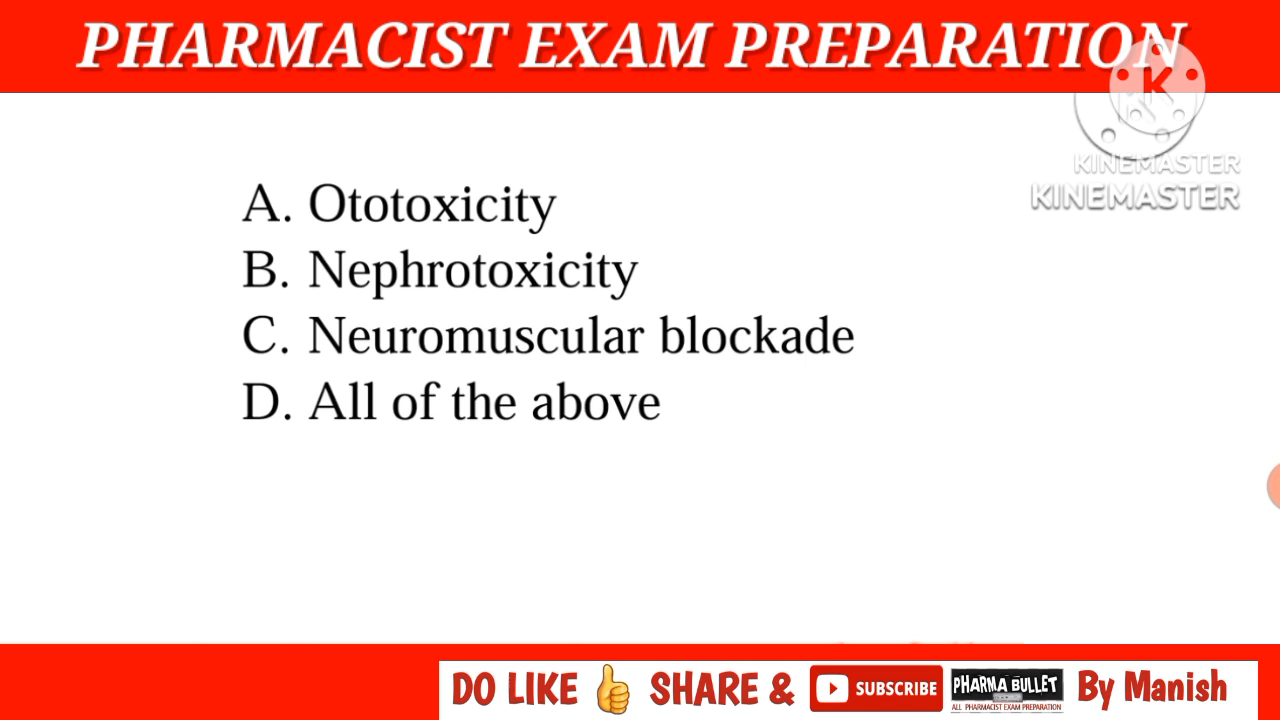 PHARMACIST EXAM PREPARATION
K
KINEMASTER
KINEMASTER
A. Ototoxicity
B. Nephrotoxicity
C. Neuromuscular blockade
D. All of the above
DO LIKE SHARE & SUBSCRIBE PHARMA BULLET By Manish
ALL PHARMACIST EXAM PREPARATION